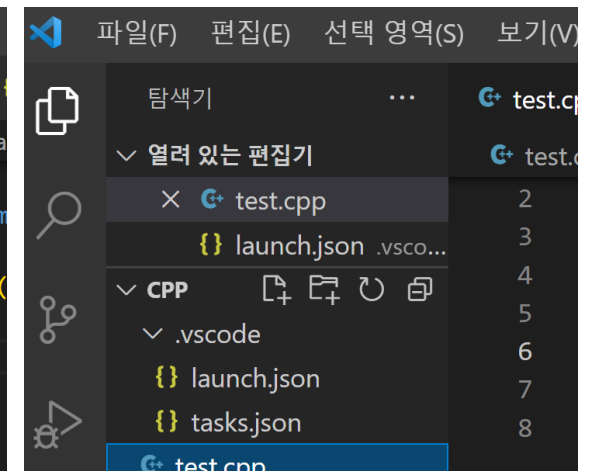 파일(F) 편집(E) 선택 영역(S) 보기(V)
탐색기 ···
test.cp
열려 있는 편집기
test.
test.cpp
launch.json .vsco...
CPP
.vscode
launch.json
tasks.json
test.cpp
2
3
4
5
6
7
8